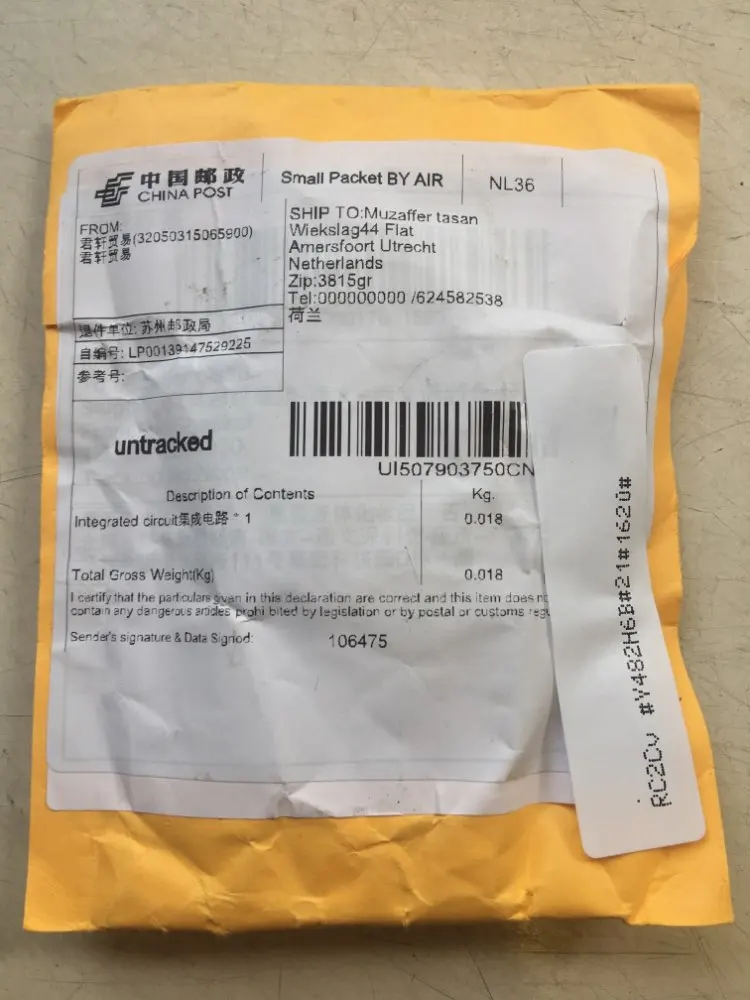 中国邮政
CHINA POST
Small Packet BY AIR
NL36
FROM:
君轩贸易(32050315065900)
君轩贸易
SHIP TO:Muzaffer tasan
Wiekslag44 Flat
Amersfoort Utrecht
Netherlands
Zip:3815gr
Tel:000000000 /624582538
荷兰
退件单位: 苏州邮政局
自编号: LP00139147529225
参考号:
untracked
UI507903750CN
Description of Contents
Kg.
Integrated circuit集成电路 * 1
0.018
Total Gross Weight(Kg)
0.018
I certify that the particulars given in this declaration are correct and this item does
contain any dangerous articles prohi bited by legislation or by postal or customs
Sender's signature & Data Signod:
106475
RC2Cv #V482H6B#21#1620#